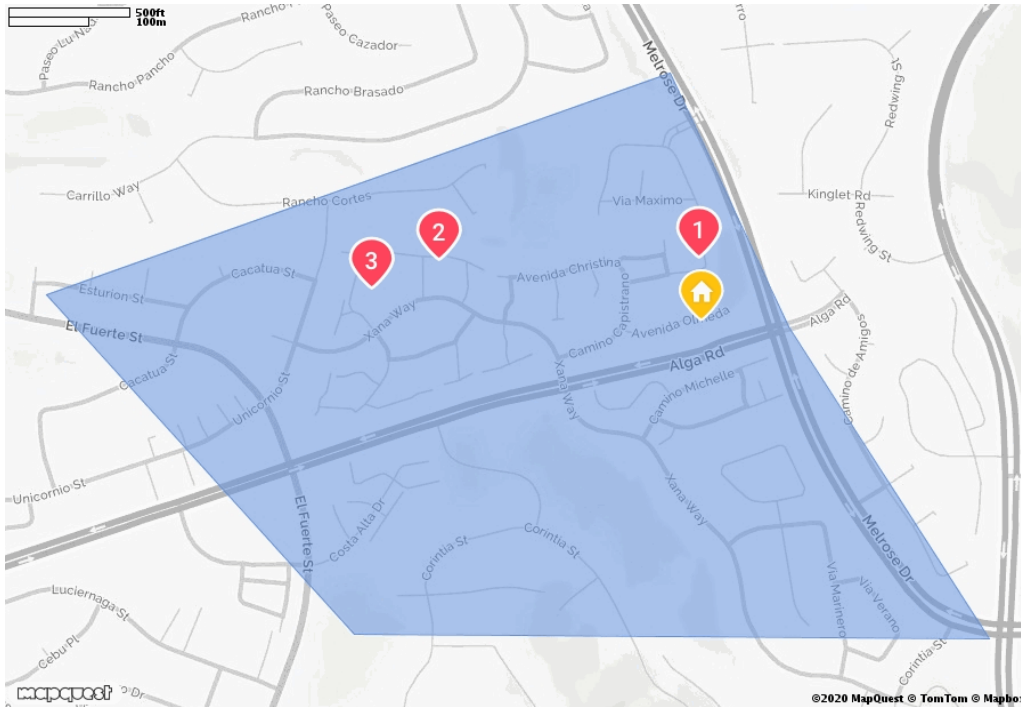 500ft
100m
Paseo Cazador
Rancho Pancho
Rancho Brasado
Melrose Dr
Redwing St
Carrillo Way
Rancho Cortes
Via Maximo
Kinglet Rd
Redwing St
1
2
3
Cacatua St
Avenida Christina
Esturion St
El Fuerte St
Xana Way
Camino Capistrano
Avenida Olmeda
Alga Rd
Alga Rd
Camino de Amigos
Cacatua St
Unicornio St
Xana Way
Camino Michelle
Unicornio St
El Fuerte St
Costa Alta Dr
Corintia St
Corintia St
Xana Way
Melrose Dr
Via Marinero
Via Verano
Corintia St
Luciernaga St
Cebu Pl
Dr
mapquest
©2020 MapQuest © TomTom © Mapbo